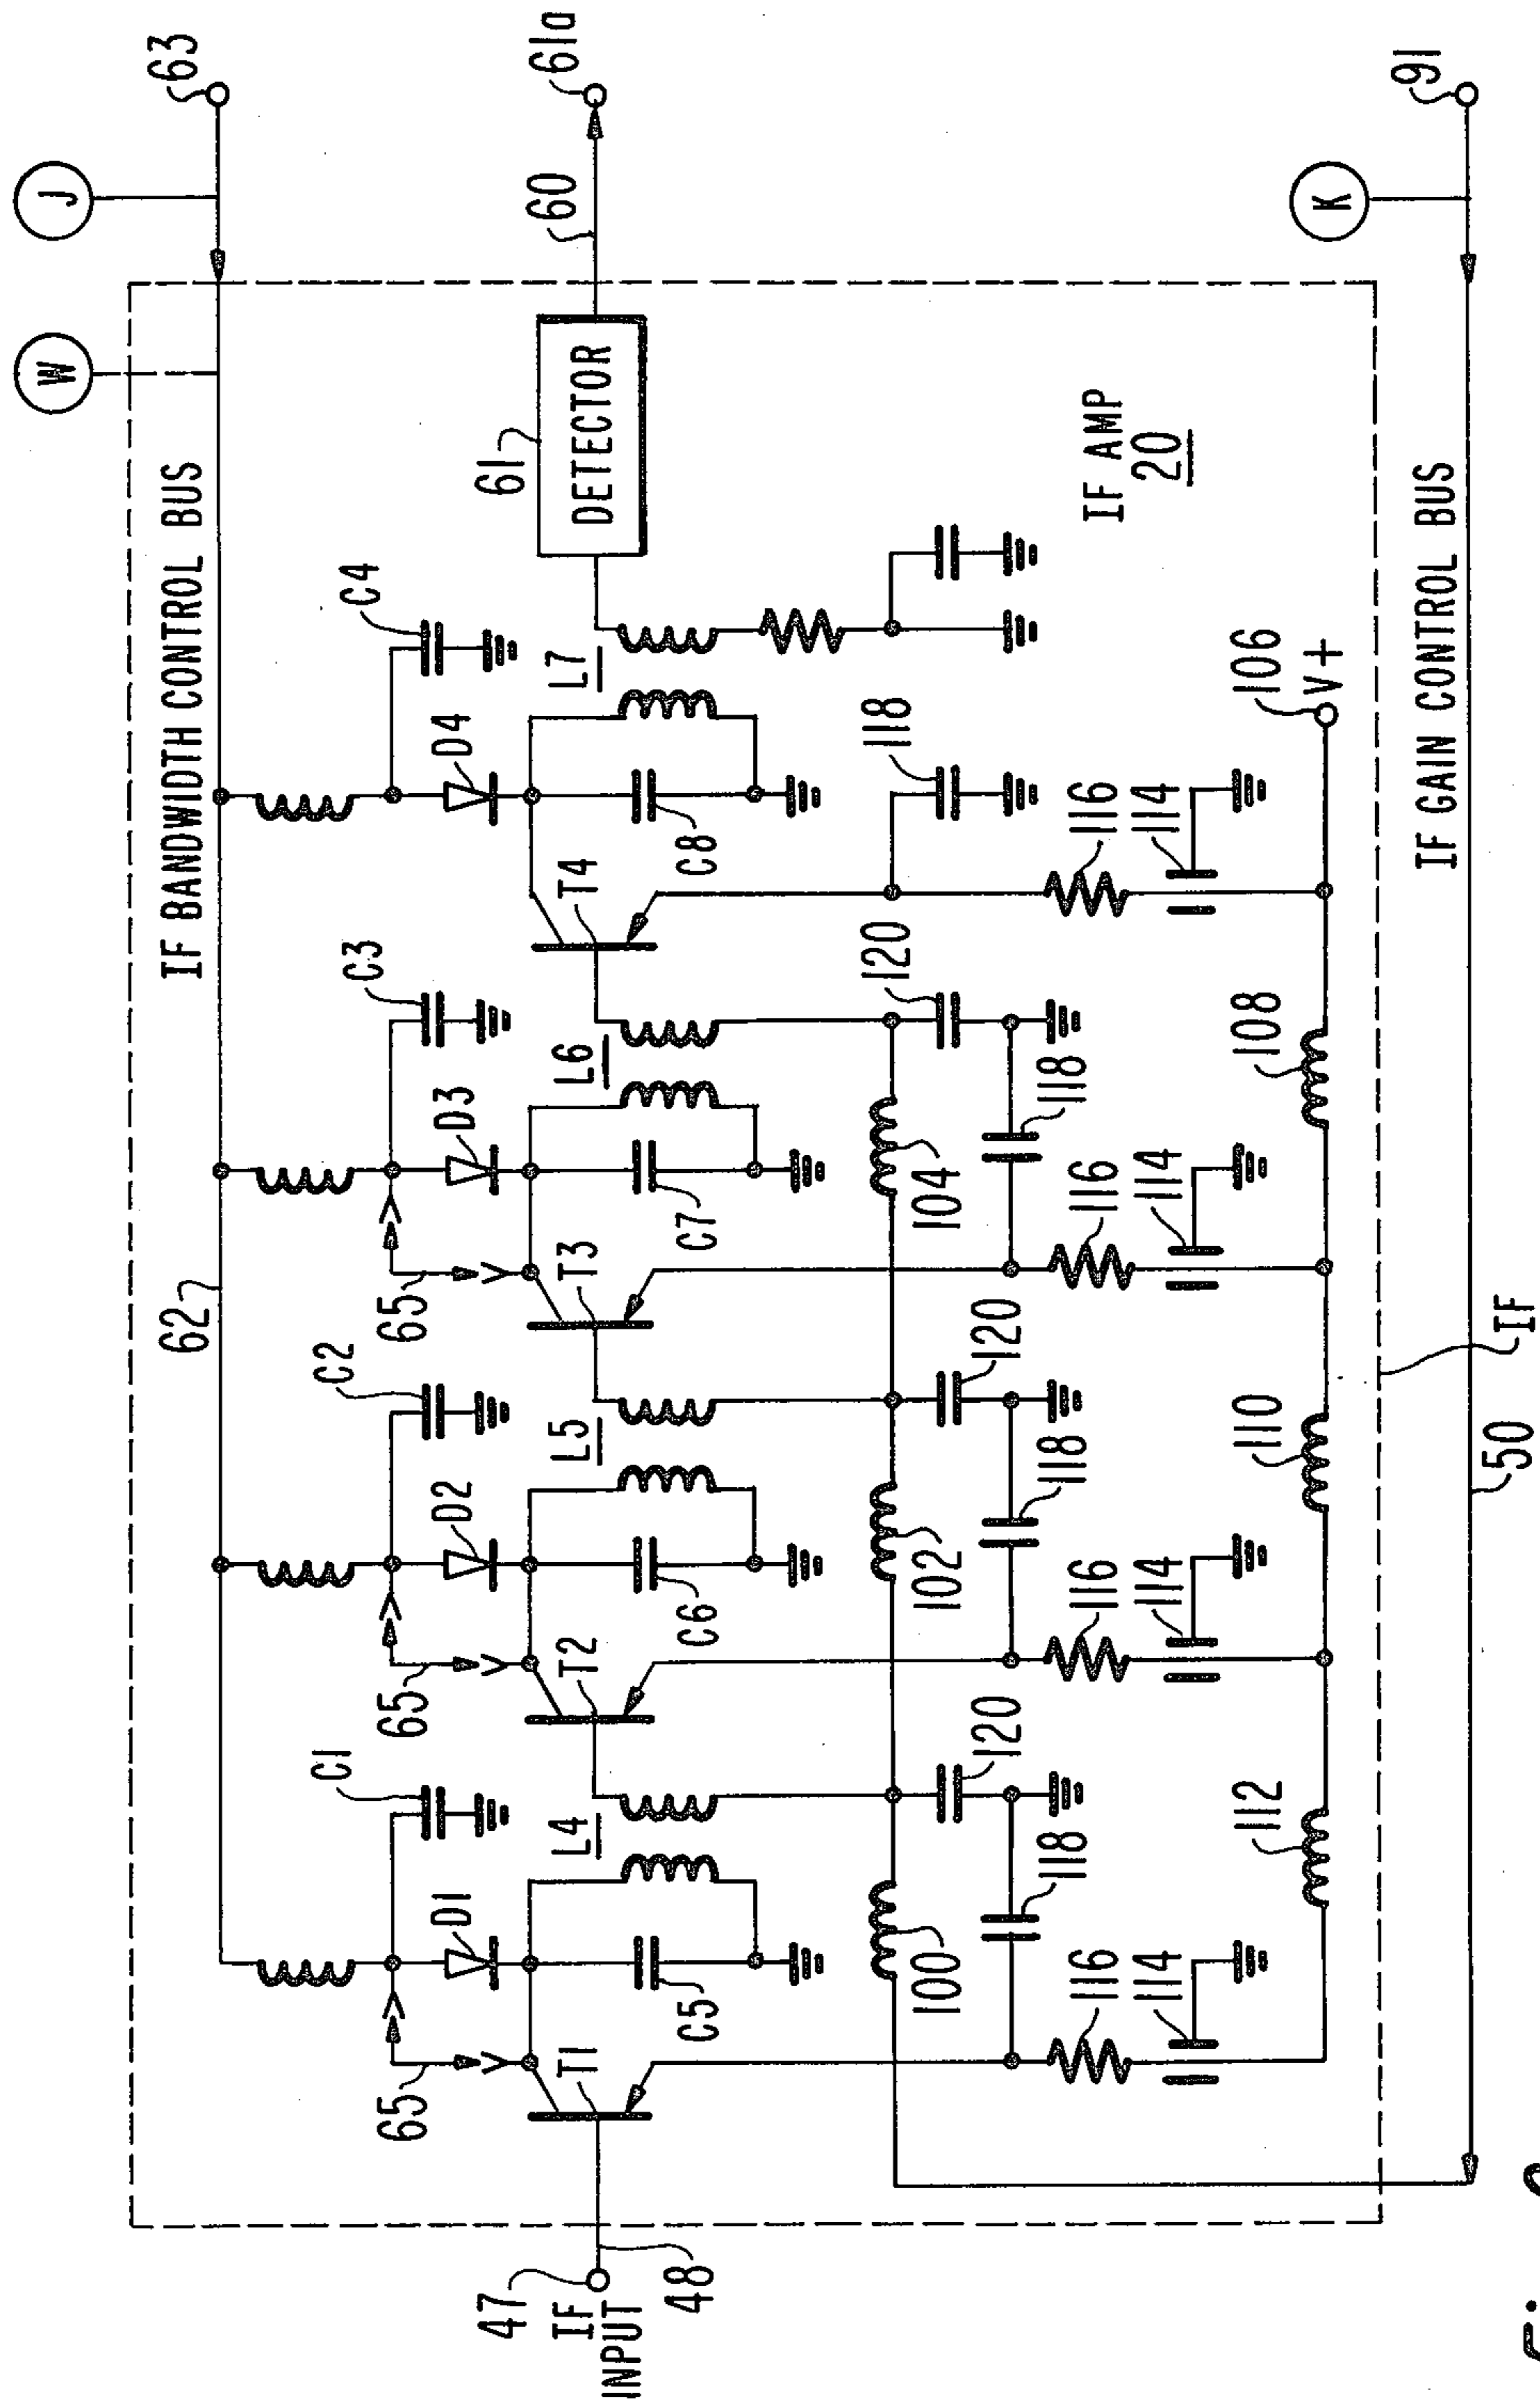 J
63
W
IF BANDWIDTH CONTROL BUS
62
C1
C2
C3
C4
65
D1
65
D2
65
D3
D4
61
DETECTOR
60
61a
T1
L4
T2
L5
T3
L6
T4
L7
47
IF
INPUT
48
C5
C6
C7
C8
100
102
104
120
120
120
118
118
118
118
IF AMP
20
116
116
116
116
114
114
114
114
112
110
108
106
V+
K
91
IF GAIN CONTROL BUS
50
IF